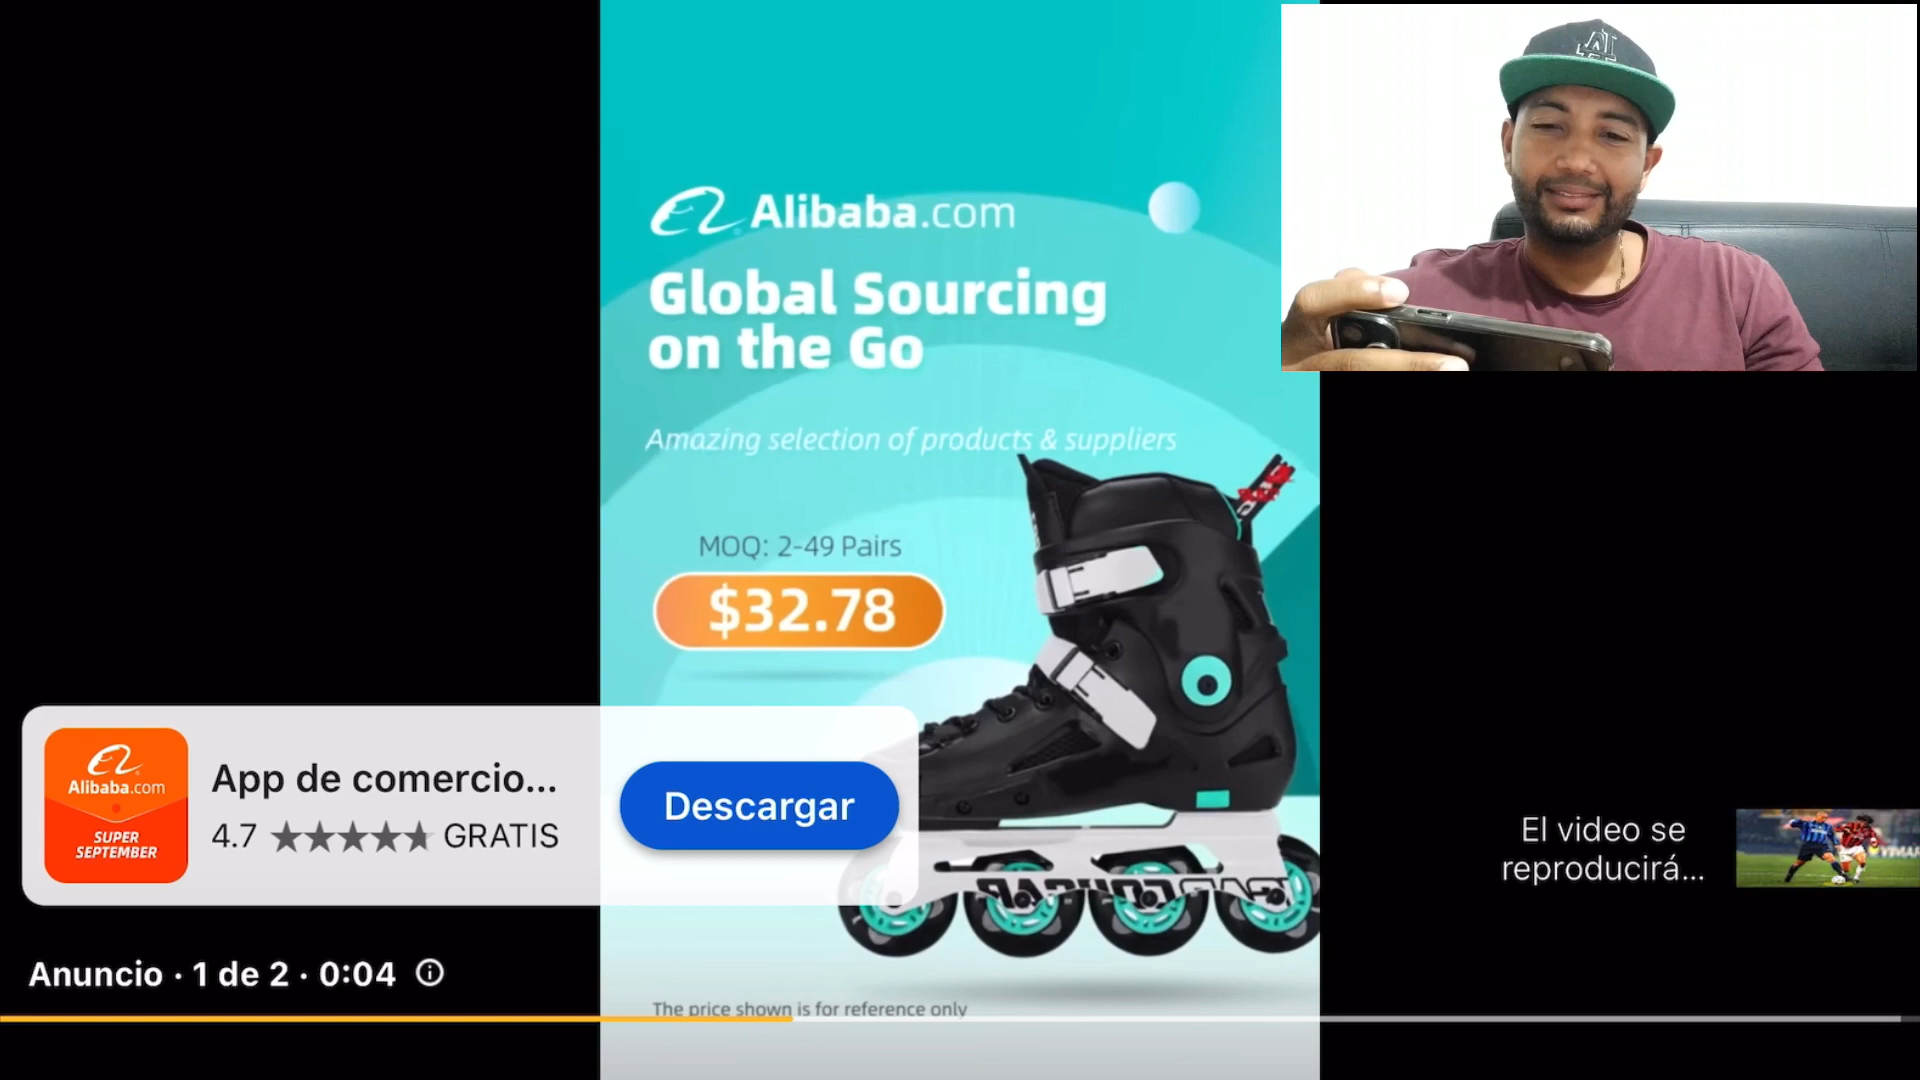 Alibaba.com
Global Sourcing
on the Go
Amazing selection of products & suppliers
MOQ: 2-49 Pairs
$32.78
Alibaba.com
SUPER
SEPTEMBER
App de comercio...
4.7 ★★★★★ GRATIS
Descargar
El video se
reproducirá...
Anuncio · 1 de 2 · 0:04
The price shown is for reference only